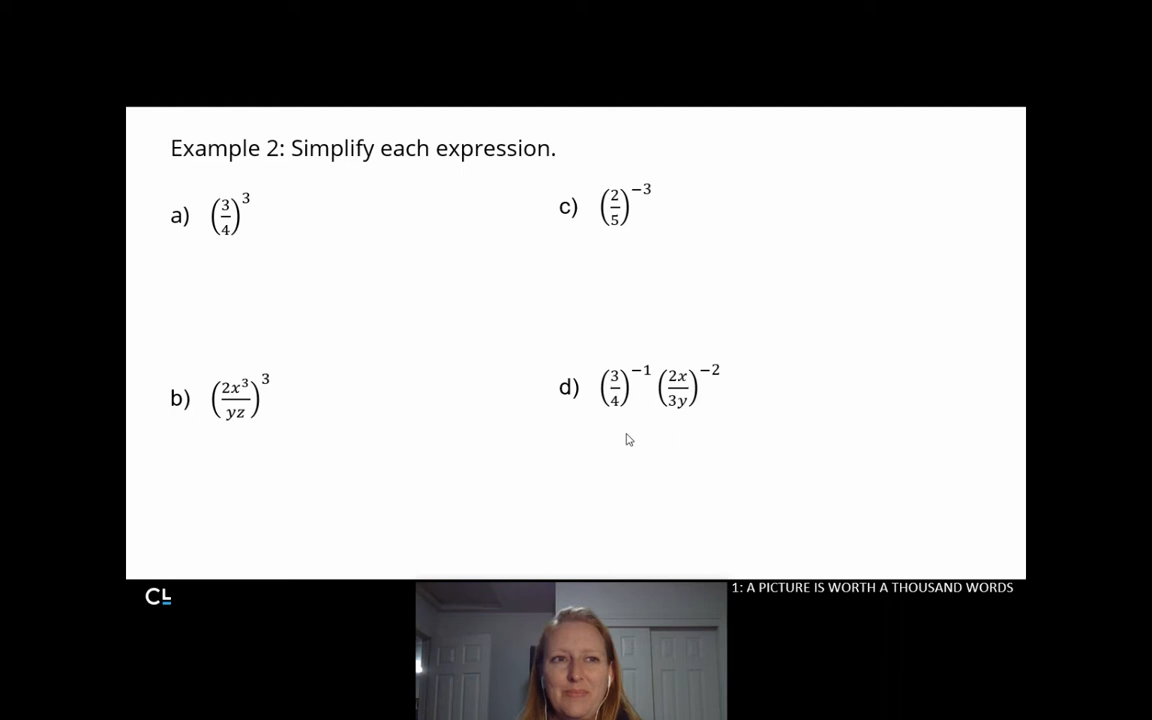 Example 2: Simplify each expression.
a) (3/4)^3
b) (2x^3/yz)^3
c) (2/5)^−3
d) (3/4)^−1 (2x/3y)^−2
CL
1: A PICTURE IS WORTH A THOUSAND WORDS